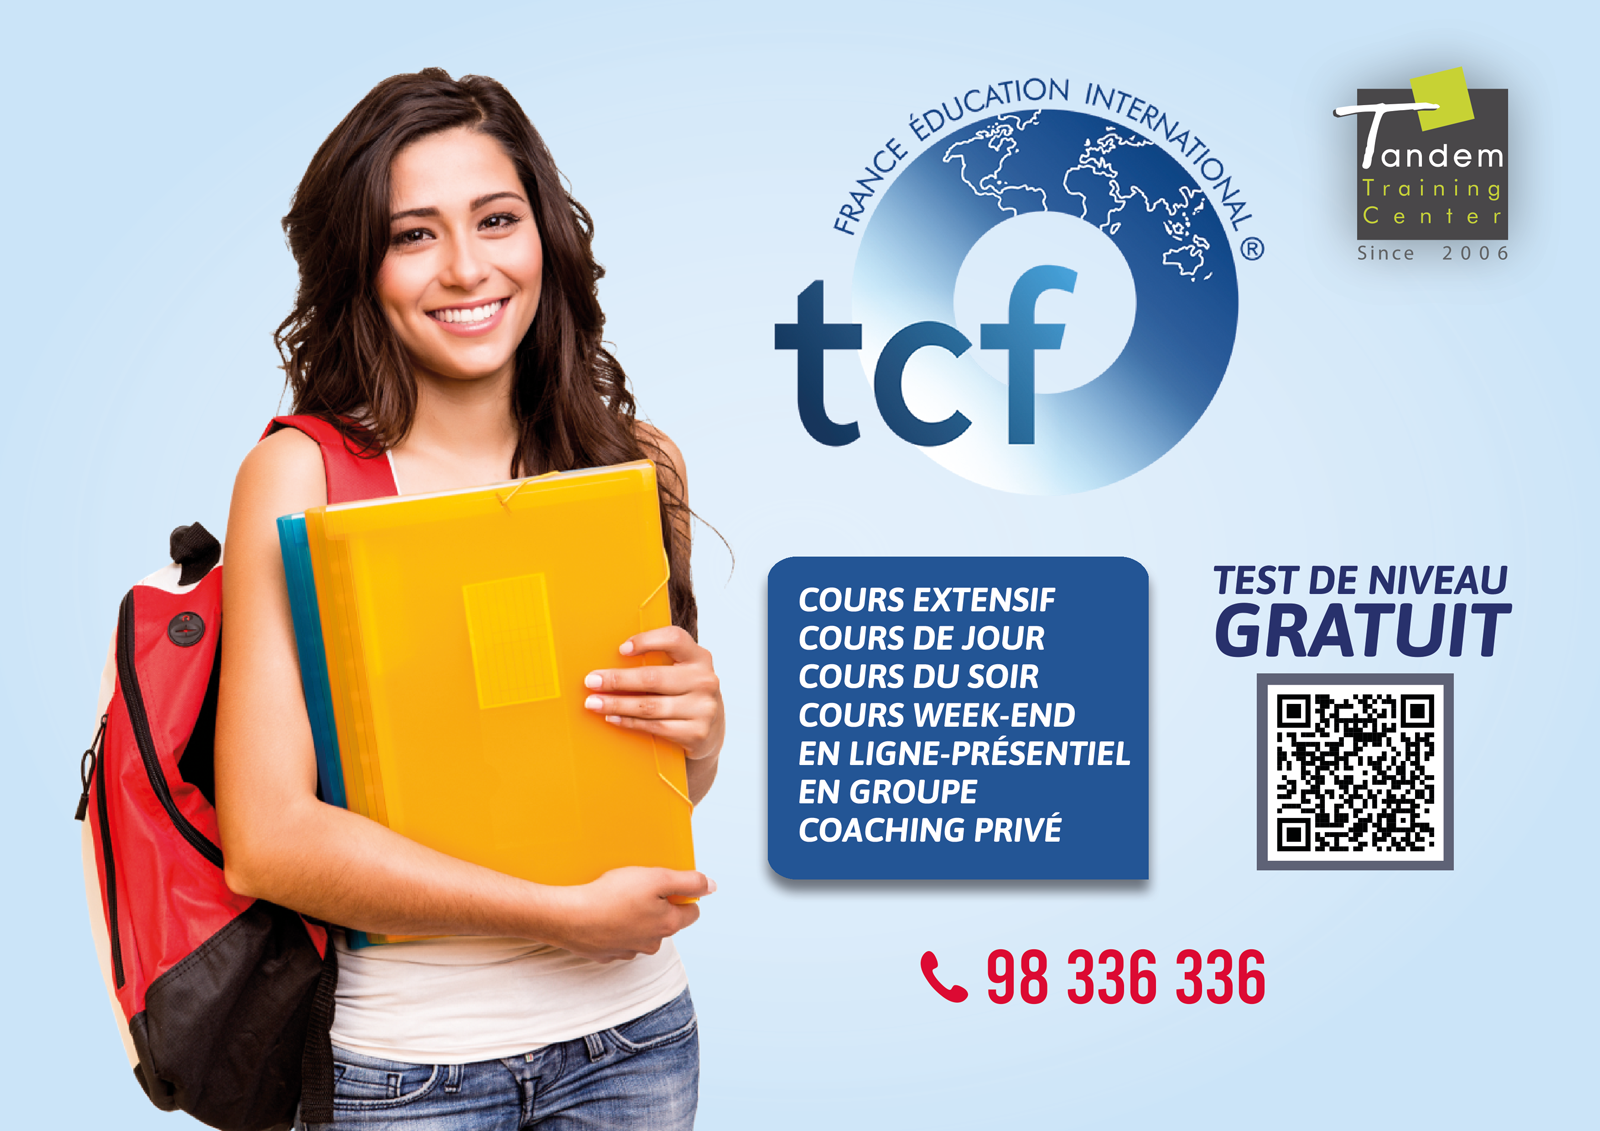 FRANCE ÉDUCATION INTERNATIONAL
®
tcf
Tandem
Training
Center
Since 2006
COURS EXTENSIF
COURS DE JOUR
COURS DU SOIR
COURS WEEK-END
EN LIGNE-PRÉSENTIEL
EN GROUPE
COACHING PRIVÉ
TEST DE NIVEAU
GRATUIT
98 336 336